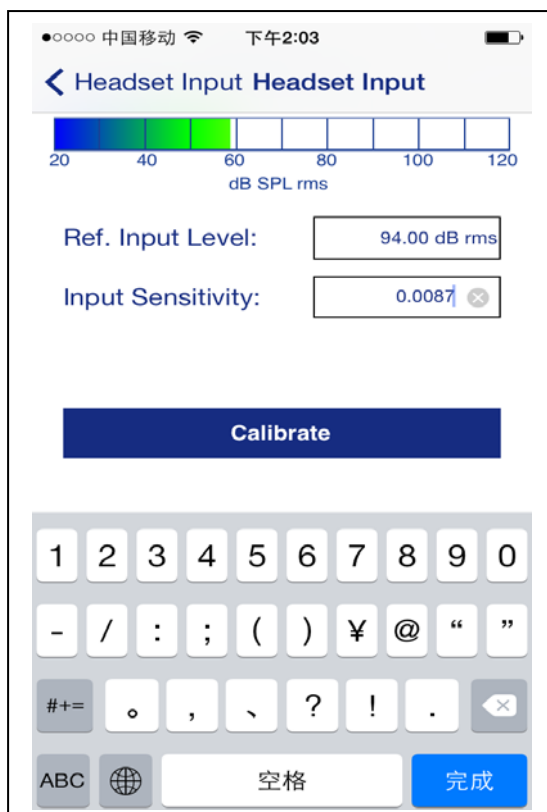 中国移动 下午2:03
Headset Input Headset Input
20 40 60 80 100 120
dB SPL rms
Ref. Input Level: 94.00 dB rms
Input Sensitivity: 0.0087
Calibrate
1 2 3 4 5 6 7 8 9 0
- / : ; ( ) ¥ @ “ ”
#+= 。 , 、 ? ! .
ABC 空格 完成